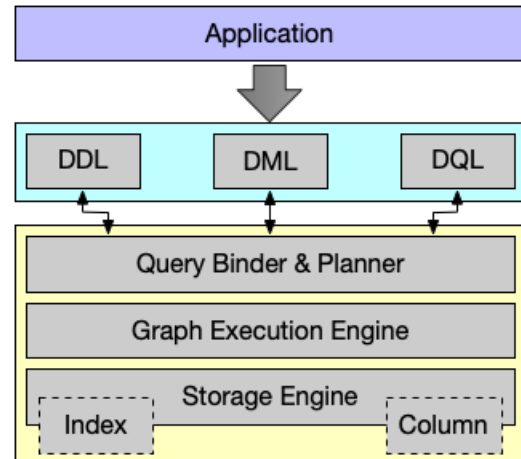 Application
DDL
DML
DQL
Query Binder & Planner
Graph Execution Engine
Storage Engine
Index
Column